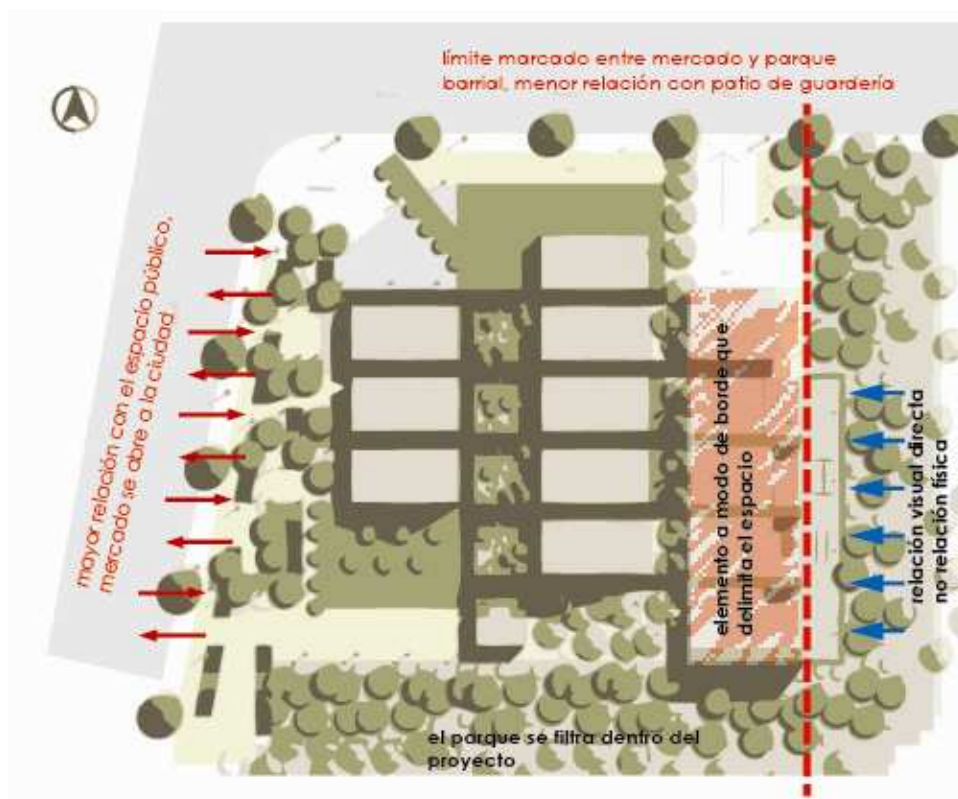 límite marcado entre mercado y parque
barrial, menor relación con patio de guardería
mayor relación con el espacio público,
mercado se abre a la ciudad
elemento a modo de borde que
delimita el espacio
relación visual directa
no relación física
el parque se filtra dentro del
proyecto